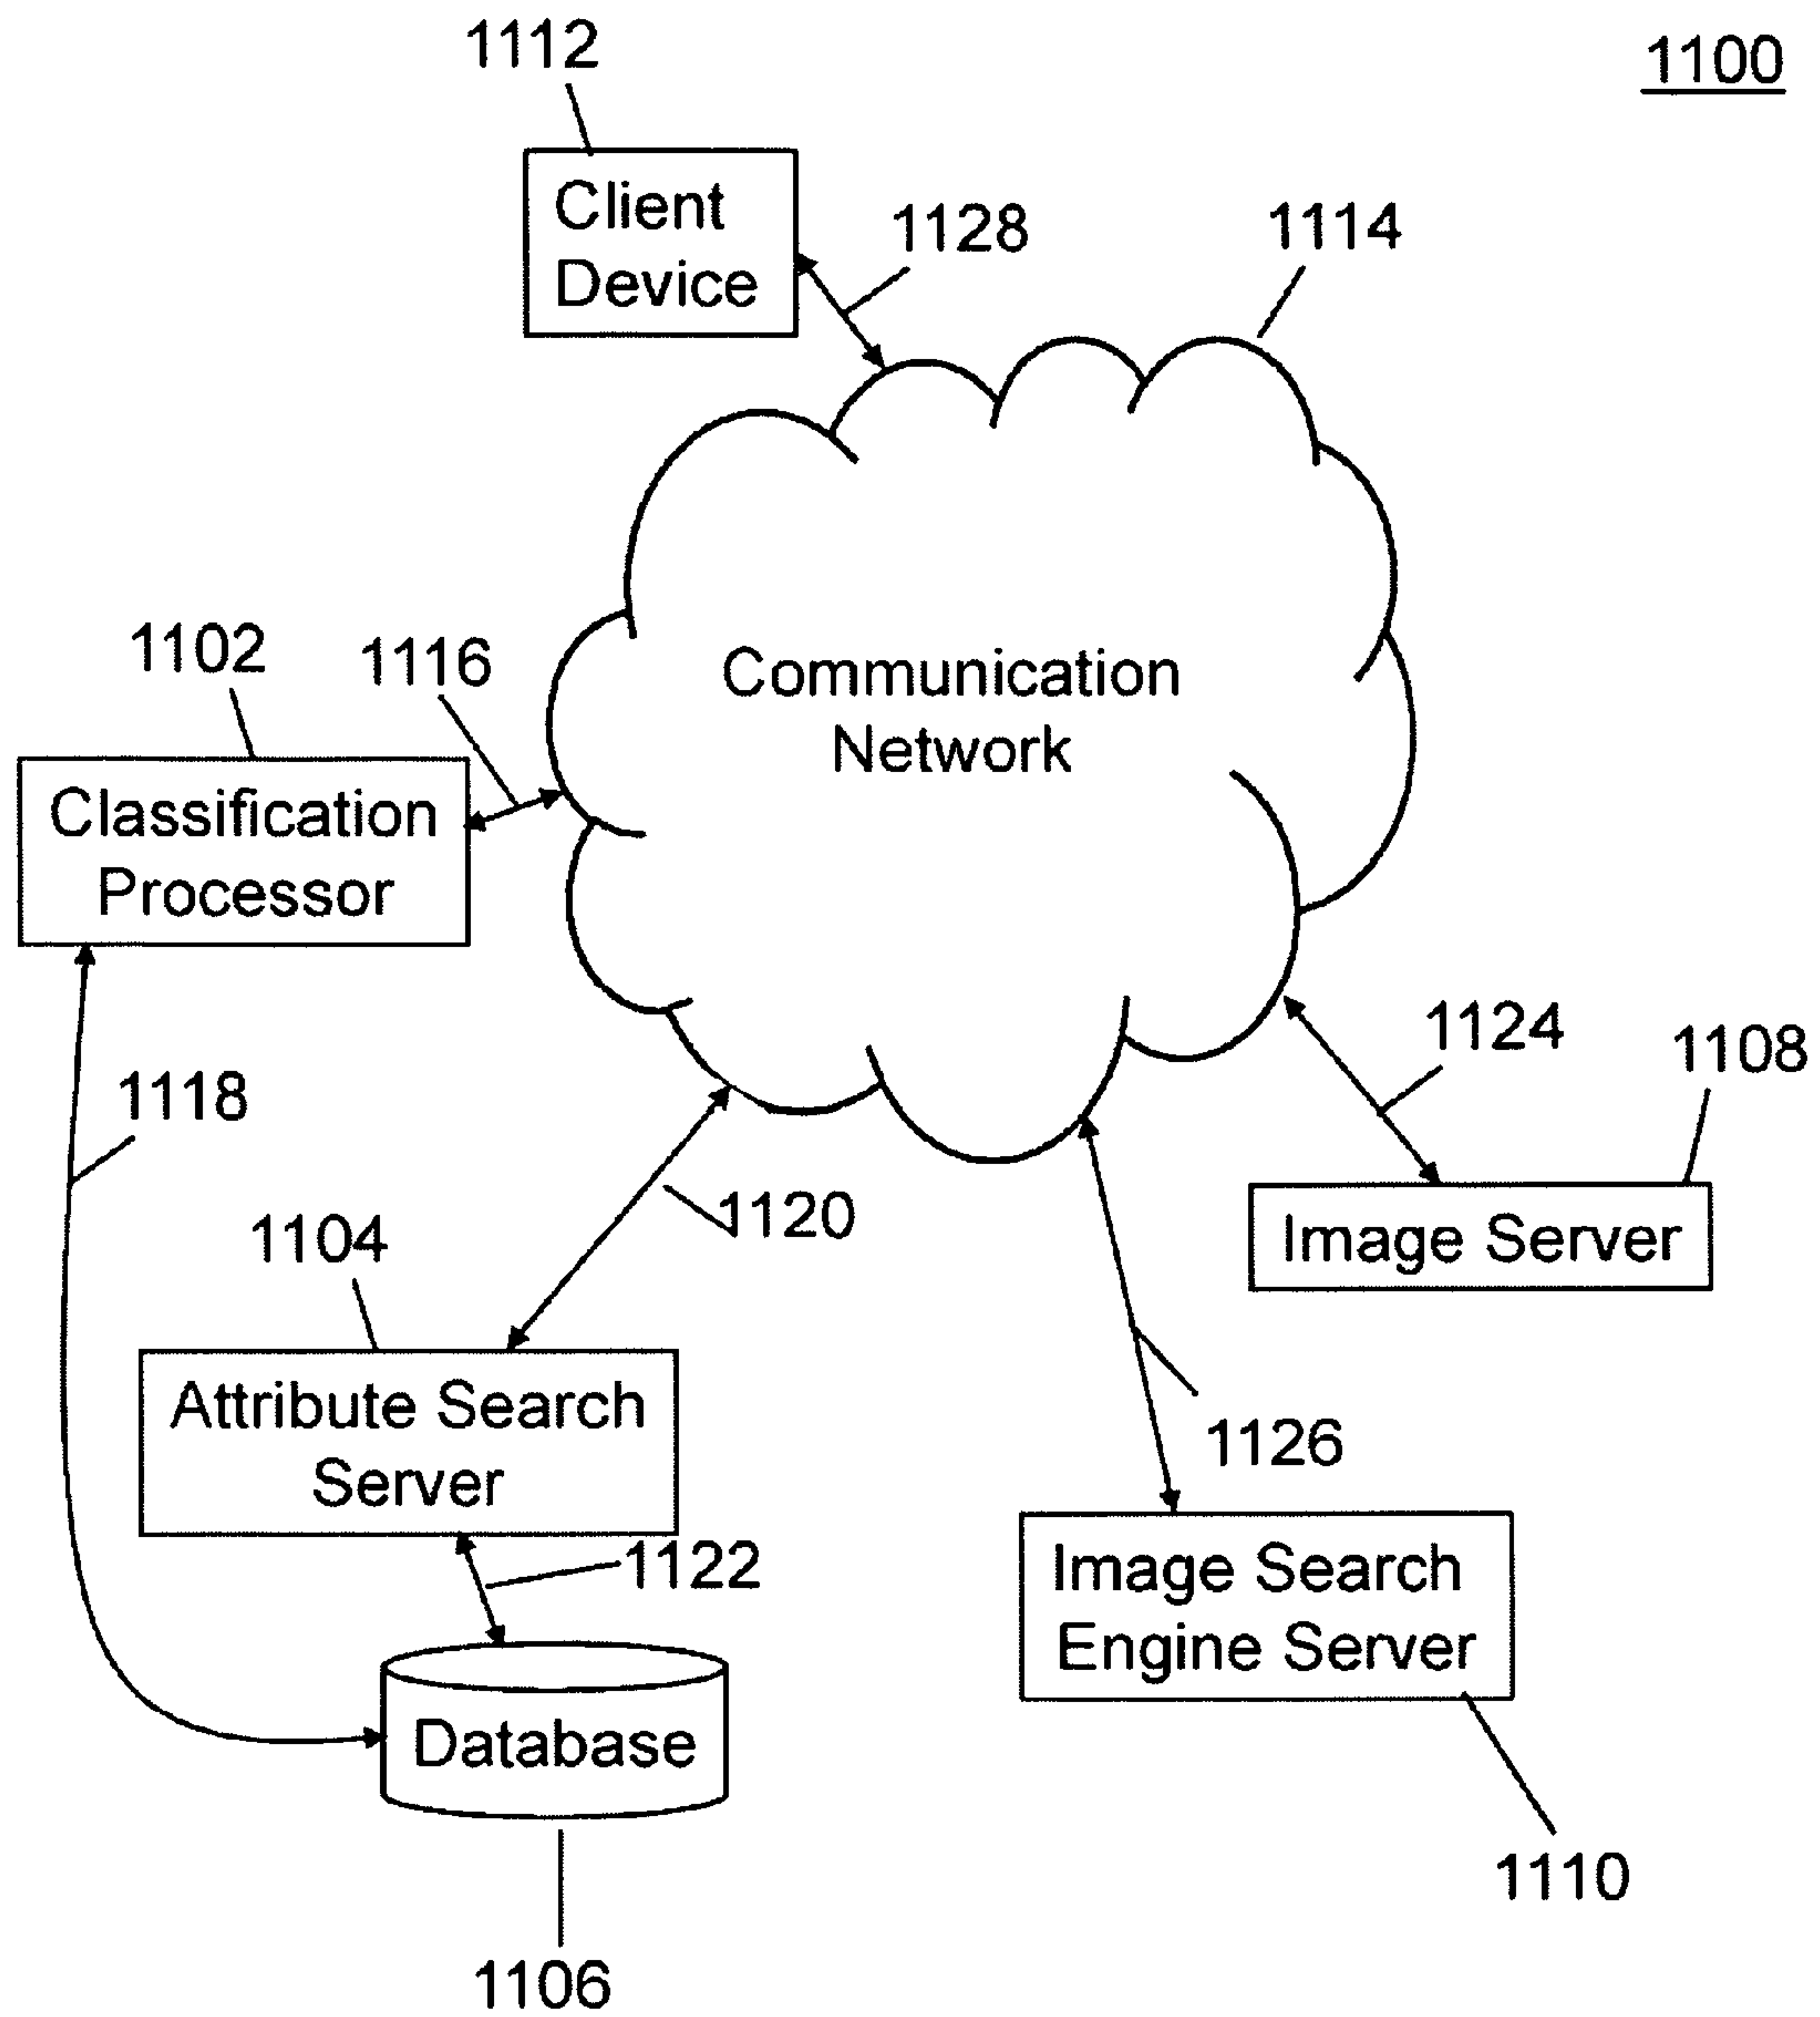 1112
1100
Client
Device
1128
1114
Communication
Network
1102
1116
Classification
Processor
1124
1108
1118
1120
Image Server
1104
Attribute Search
Server
1126
1122
Image Search
Engine Server
Database
1110
1106